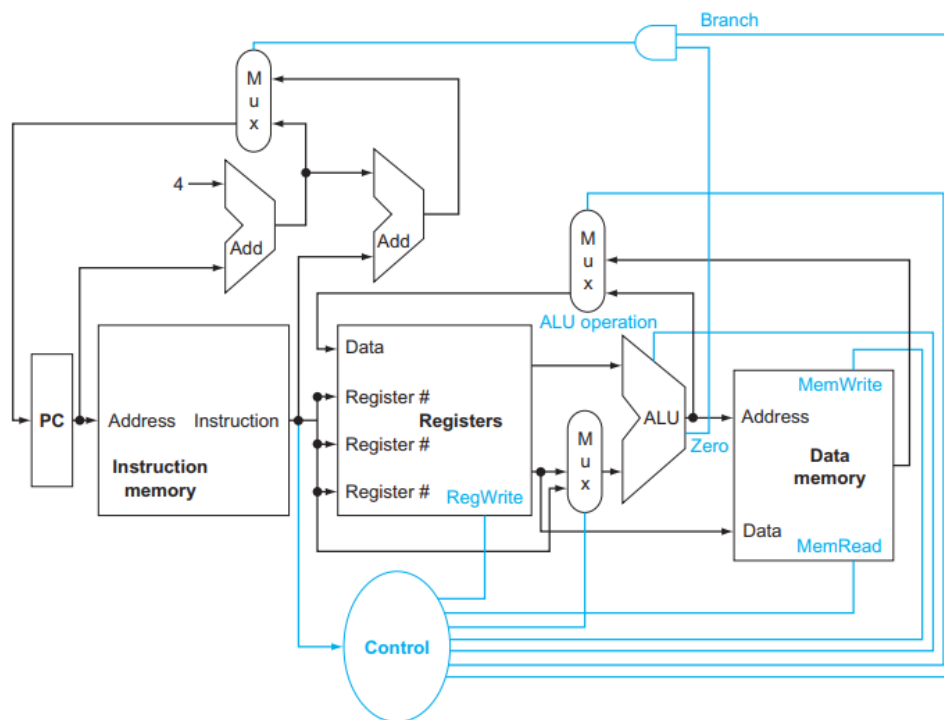 Branch
M
u
x
4
Add
Add
M
u
x
ALU operation
Data
Register #
Registers
Register #
Register #
RegWrite
PC
Address
Instruction
Instruction
memory
M
u
x
ALU
Zero
MemWrite
Address
Data
memory
Data
MemRead
Control